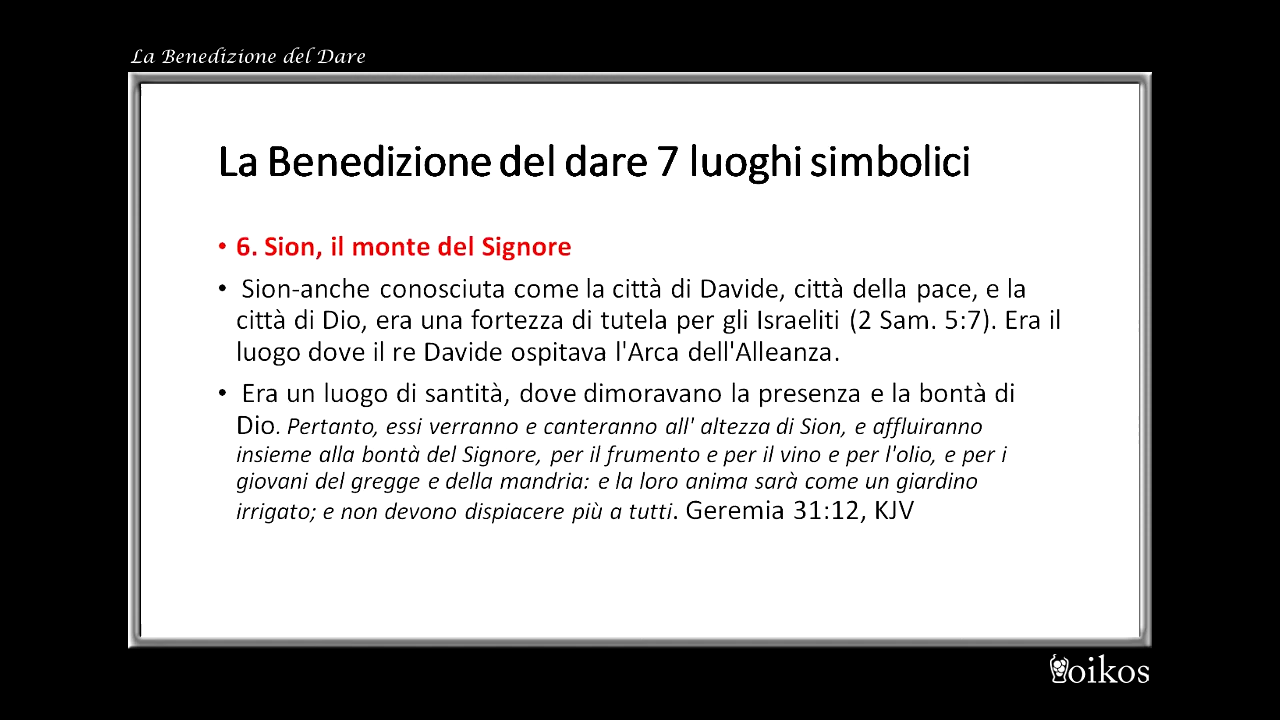 La Benedizione del Dare
La Benedizione del dare 7 luoghi simbolici
• 6. Sion, il monte del Signore
• Sion-anche conosciuta come la città di Davide, città della pace, e la
città di Dio, era una fortezza di tutela per gli Israeliti (2 Sam. 5:7). Era il
luogo dove il re Davide ospitava l'Arca dell'Alleanza.
• Era un luogo di santità, dove dimoravano la presenza e la bontà di
Dio. Pertanto, essi verranno e canteranno all' altezza di Sion, e affluiranno
insieme alla bontà del Signore, per il frumento e per il vino e per l'olio, e per i
giovani del gregge e della mandria: e la loro anima sarà come un giardino
irrigato; e non devono dispiacere più a tutti. Geremia 31:12, KJV
oikos